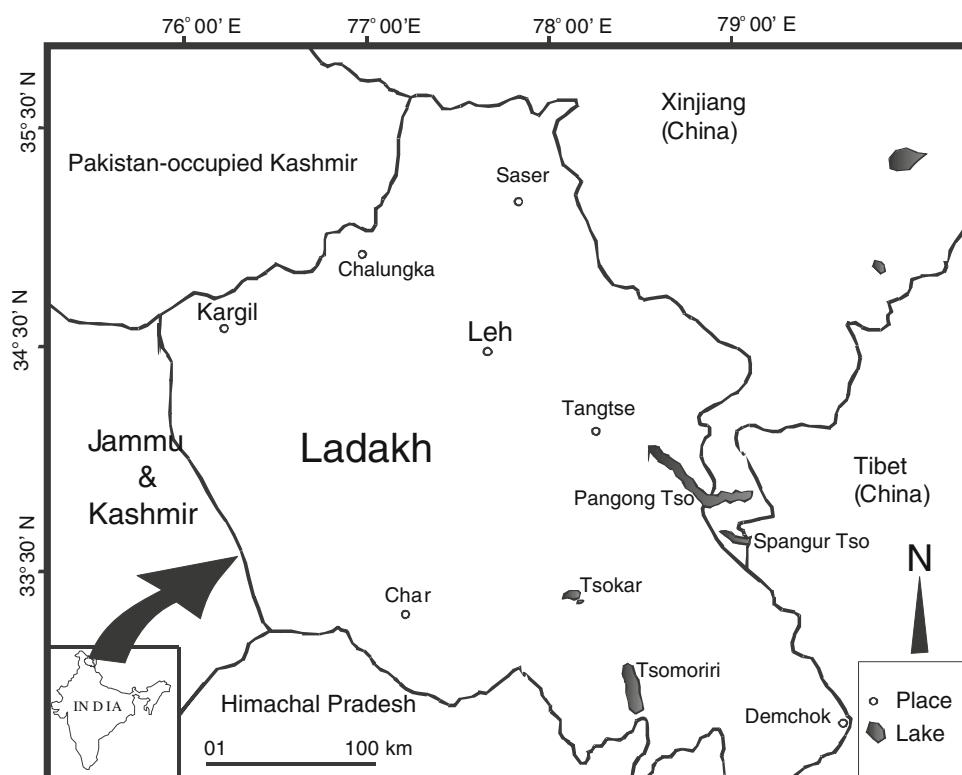 76° 00' E
77° 00' E
78° 00' E
79° 00' E
35° 30' N
34° 30' N
33° 30' N
Xinjiang
(China)
Pakistan-occupied Kashmir
Saser
Chalungka
Kargil
Leh
Tangtse
Jammu
&
Kashmir
Ladakh
Tibet
(China)
Pangong Tso
Spangur Tso
N
Tsokar
Char
Tsomoriri
Himachal Pradesh
Demchok
INDIA
01 100 km
Place
Lake